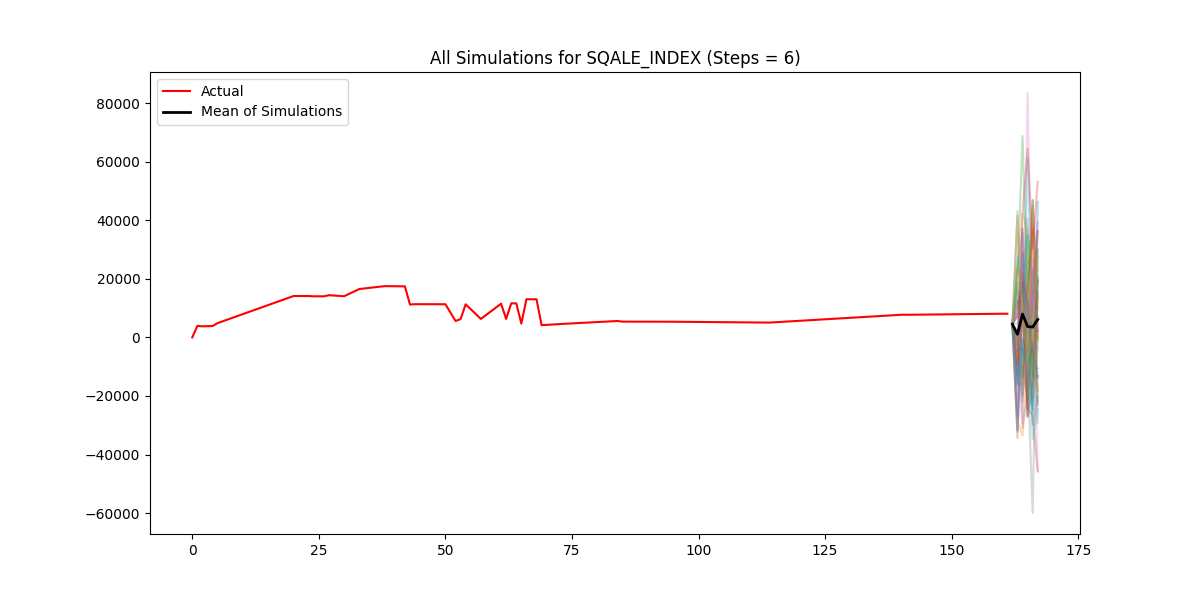 All Simulations for SQALE_INDEX (Steps = 6)
Actual
Mean of Simulations
80000
60000
40000
20000
0
−20000
−40000
−60000
0 25 50 75 100 125 150 175